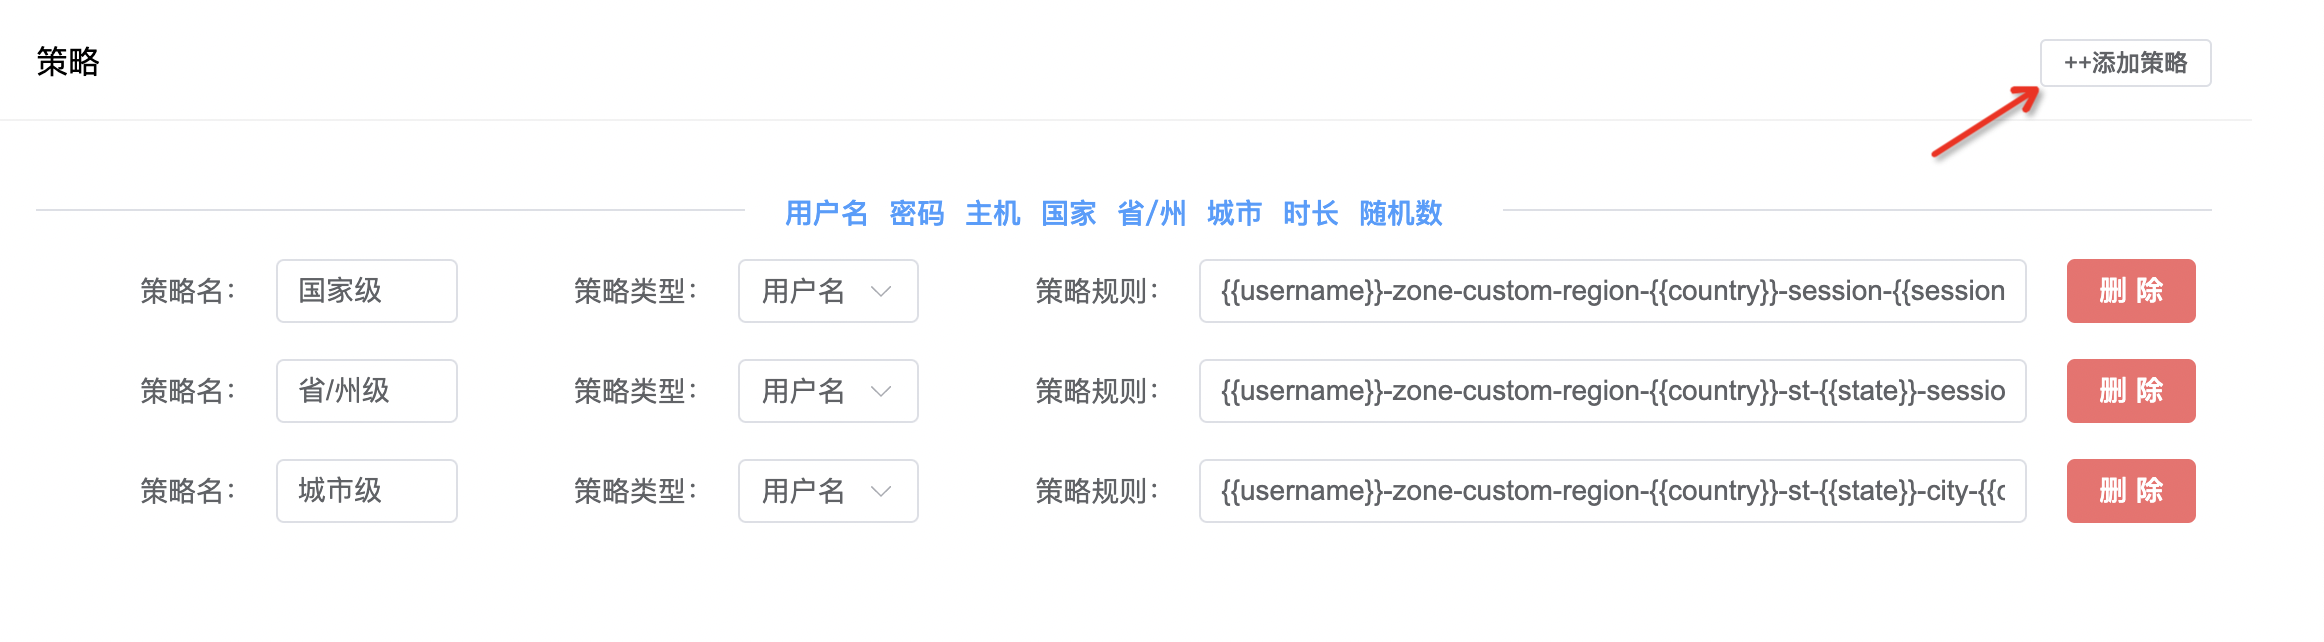 策略
++添加策略
用户名 密码 主机 国家 省/州 城市 时长 随机数
策略名： 国家级 策略类型： 用户名 策略规则： {{username}}-zone-custom-region-{{country}}-session-{{session 删 除
策略名： 省/州级 策略类型： 用户名 策略规则： {{username}}-zone-custom-region-{{country}}-st-{{state}}-sessio 删 除
策略名： 城市级 策略类型： 用户名 策略规则： {{username}}-zone-custom-region-{{country}}-st-{{state}}-city-{{c 删 除